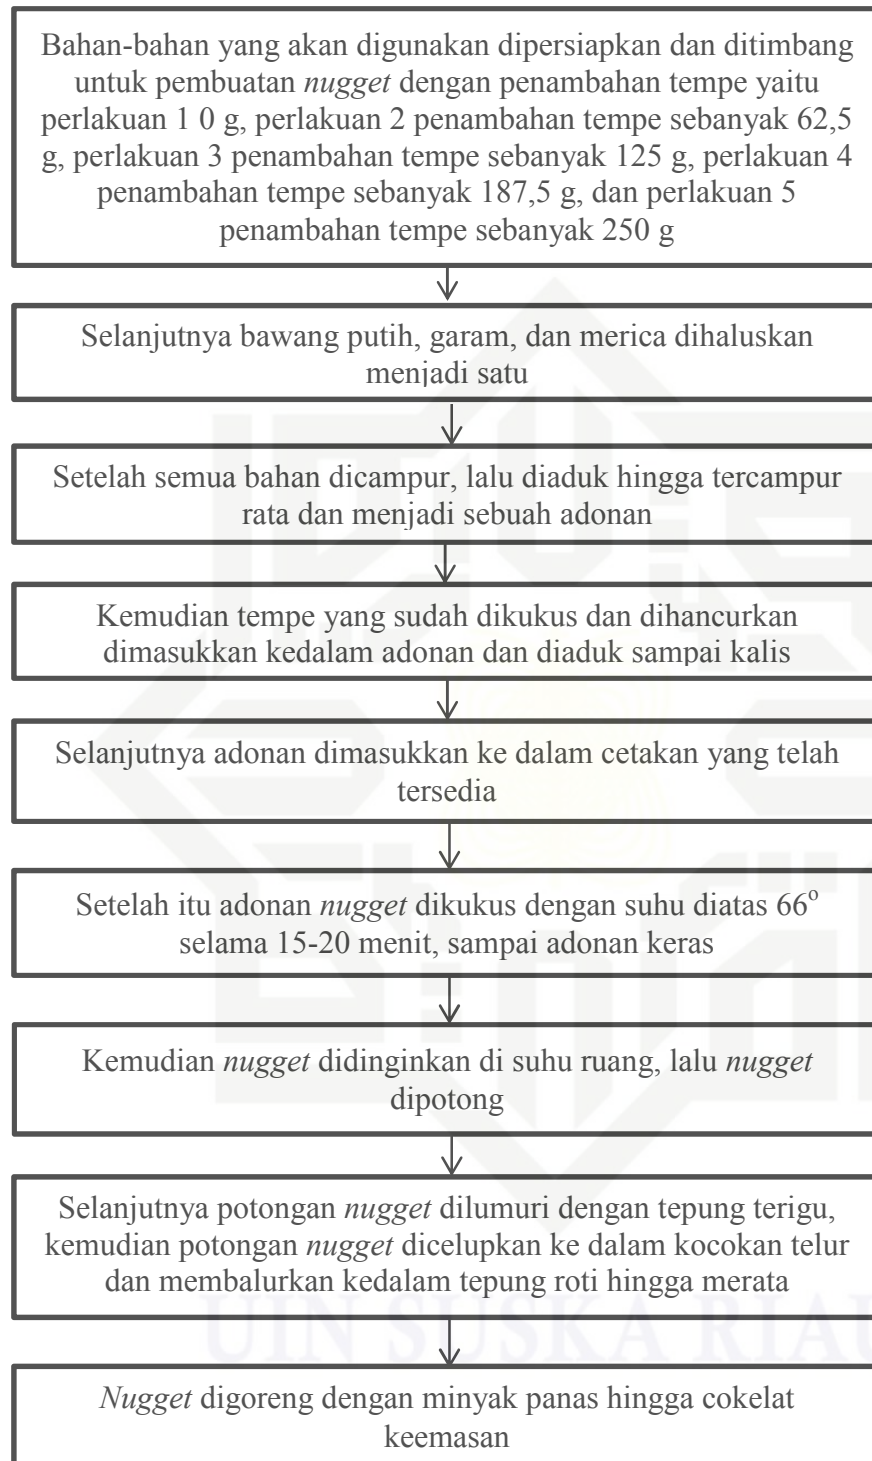 Bahan-bahan yang akan digunakan dipersiapkan dan ditimbang
untuk pembuatan nugget dengan penambahan tempe yaitu
perlakuan 1 0 g, perlakuan 2 penambahan tempe sebanyak 62,5
g, perlakuan 3 penambahan tempe sebanyak 125 g, perlakuan 4
penambahan tempe sebanyak 187,5 g, dan perlakuan 5
penambahan tempe sebanyak 250 g
Selanjutnya bawang putih, garam, dan merica dihaluskan
menjadi satu
Setelah semua bahan dicampur, lalu diaduk hingga tercampur
rata dan menjadi sebuah adonan
Kemudian tempe yang sudah dikukus dan dihancurkan
dimasukkan kedalam adonan dan diaduk sampai kalis
Selanjutnya adonan dimasukkan ke dalam cetakan yang telah
tersedia
Setelah itu adonan nugget dikukus dengan suhu diatas 66°
selama 15-20 menit, sampai adonan keras
Kemudian nugget didinginkan di suhu ruang, lalu nugget
dipotong
Selanjutnya potongan nugget dilumuri dengan tepung terigu,
kemudian potongan nugget dicelupkan ke dalam kocokan telur
dan membalurkan kedalam tepung roti hingga merata
UIN SUSKA RIAU
Nugget digoreng dengan minyak panas hingga cokelat
keemasan